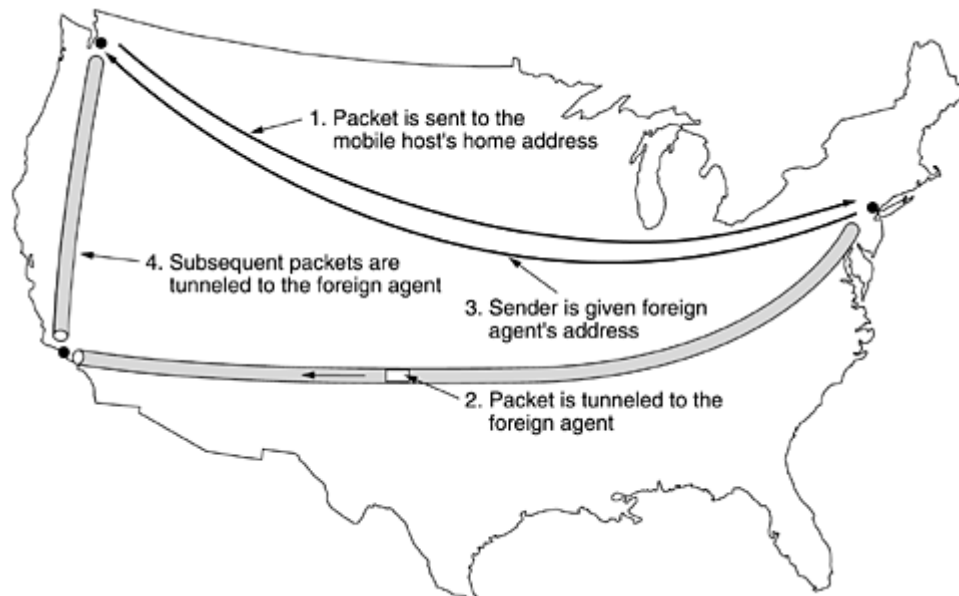 1. Packet is sent to the
mobile host's home address
4. Subsequent packets are
tunneled to the foreign agent
3. Sender is given foreign
agent's address
2. Packet is tunneled to the
foreign agent